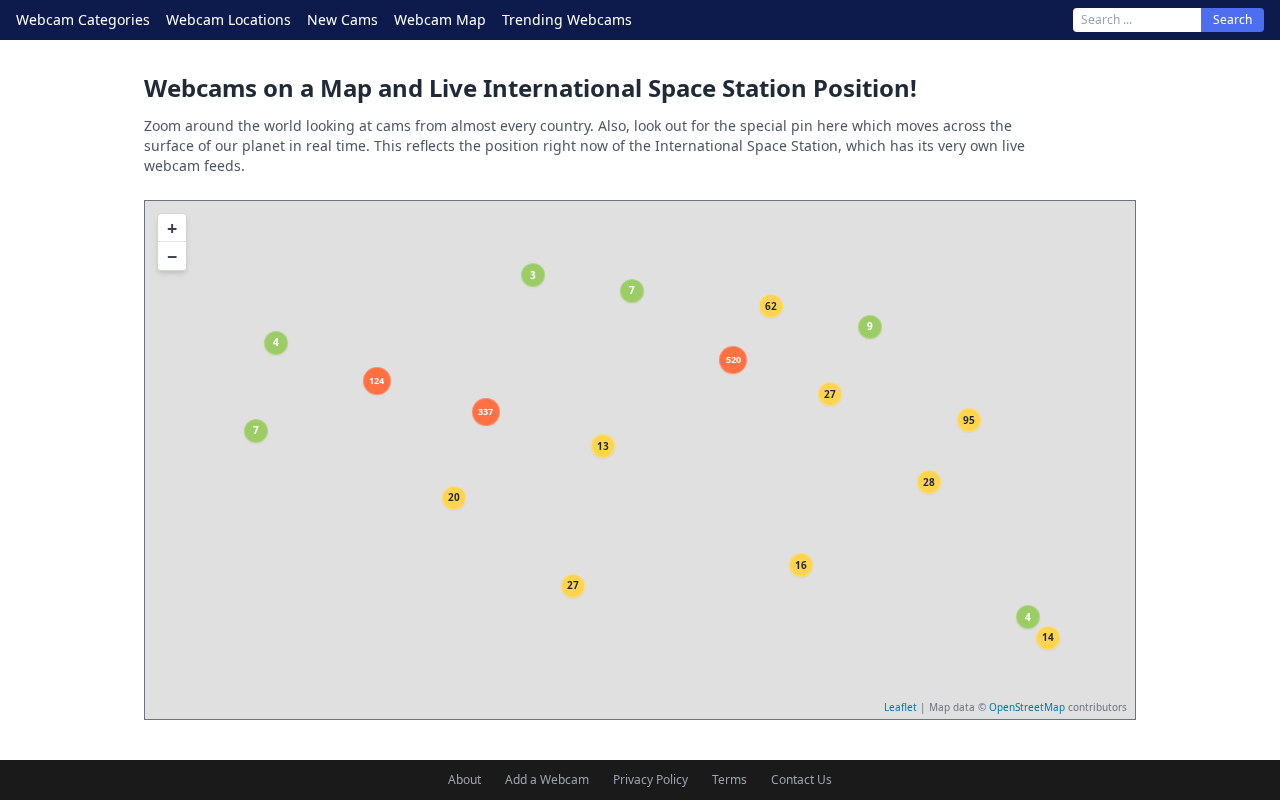 Webcam Categories Webcam Locations New Cams Webcam Map Trending Webcams Search ... Search
Webcams on a Map and Live International Space Station Position!
Zoom around the world looking at cams from almost every country. Also, look out for the special pin here which moves across the
surface of our planet in real time. This reflects the position right now of the International Space Station, which has its very own live
webcam feeds.
+
−
3
7
62
9
4
520
124
27
337
95
7
13
28
20
16
27
4
14
Leaflet | Map data © OpenStreetMap contributors
About Add a Webcam Privacy Policy Terms Contact Us